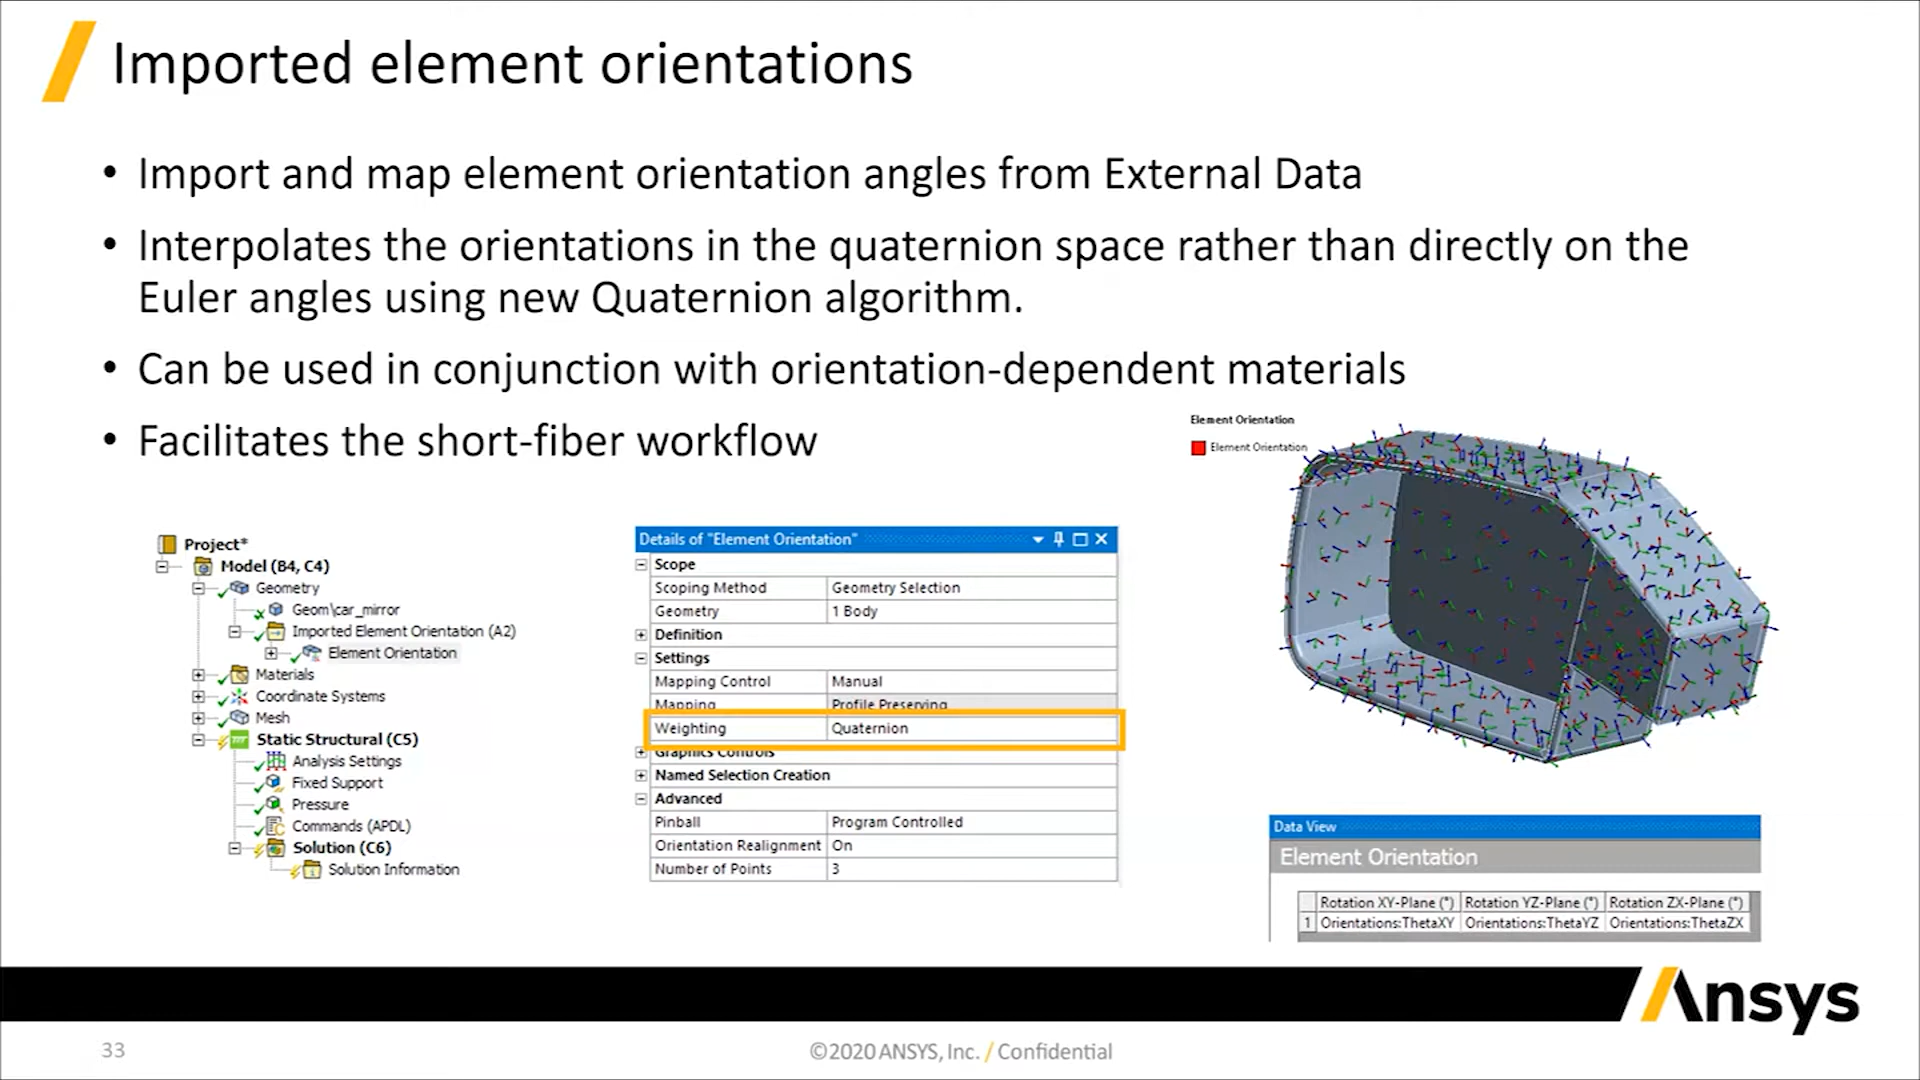 Imported element orientations
• Import and map element orientation angles from External Data
• Interpolates the orientations in the quaternion space rather than directly on the
Euler angles using new Quaternion algorithm.
• Can be used in conjunction with orientation-dependent materials
• Facilitates the short-fiber workflow
Project*
Model (B4, C4)
Geometry
Geom\car_mirror
Imported Element Orientation (A2)
Element Orientation
Materials
Coordinate Systems
Mesh
Static Structural (C5)
Analysis Settings
Fixed Support
Pressure
Commands (APDL)
Solution (C6)
Solution Information
Details of "Element Orientation"
Scope
Scoping Method Geometry Selection
Geometry 1 Body
Definition
Settings
Mapping Control Manual
Mapping Profile Preserving
Weighting Quaternion
Graphics Controls
Named Selection Creation
Advanced
Pinball Program Controlled
Orientation Realignment On
Number of Points 3
Element Orientation
Element Orientation
Data View
Element Orientation
Rotation XY-Plane (°) Rotation YZ-Plane (°) Rotation ZX-Plane (°)
1 Orientations:ThetaXY Orientations:ThetaYZ Orientations:ThetaZX
Ansys
33
©2020 ANSYS, Inc. / Confidential